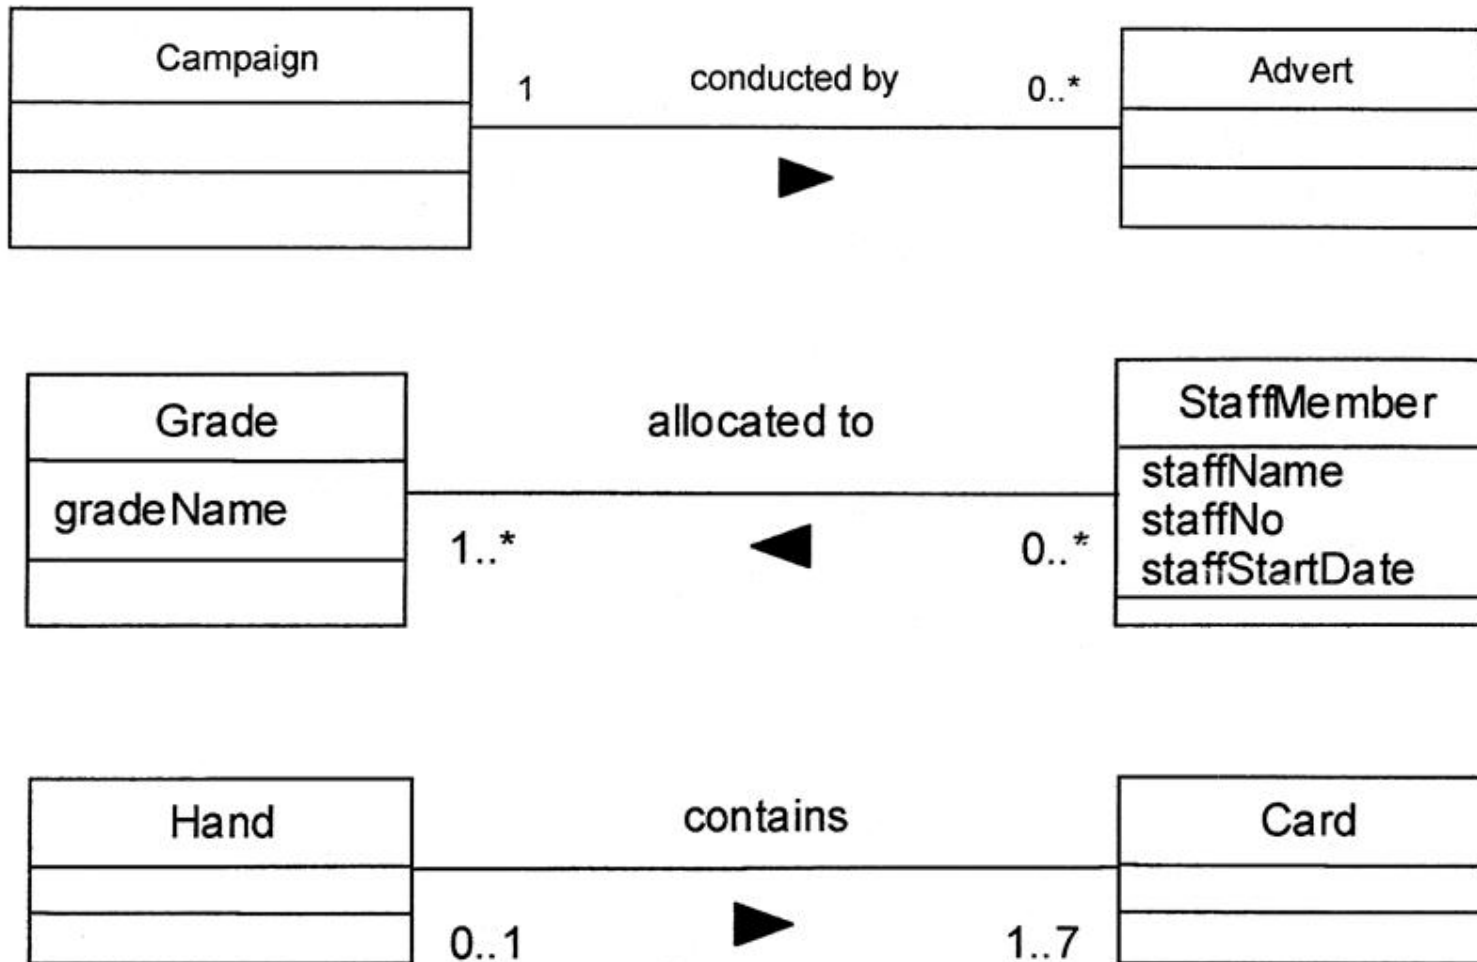 Campaign
1 conducted by 0..*
Advert
Grade
gradeName
allocated to
1..* 0..*
StaffMember
staffName
staffNo
staffStartDate
Hand
contains
0..1 1..7
Card